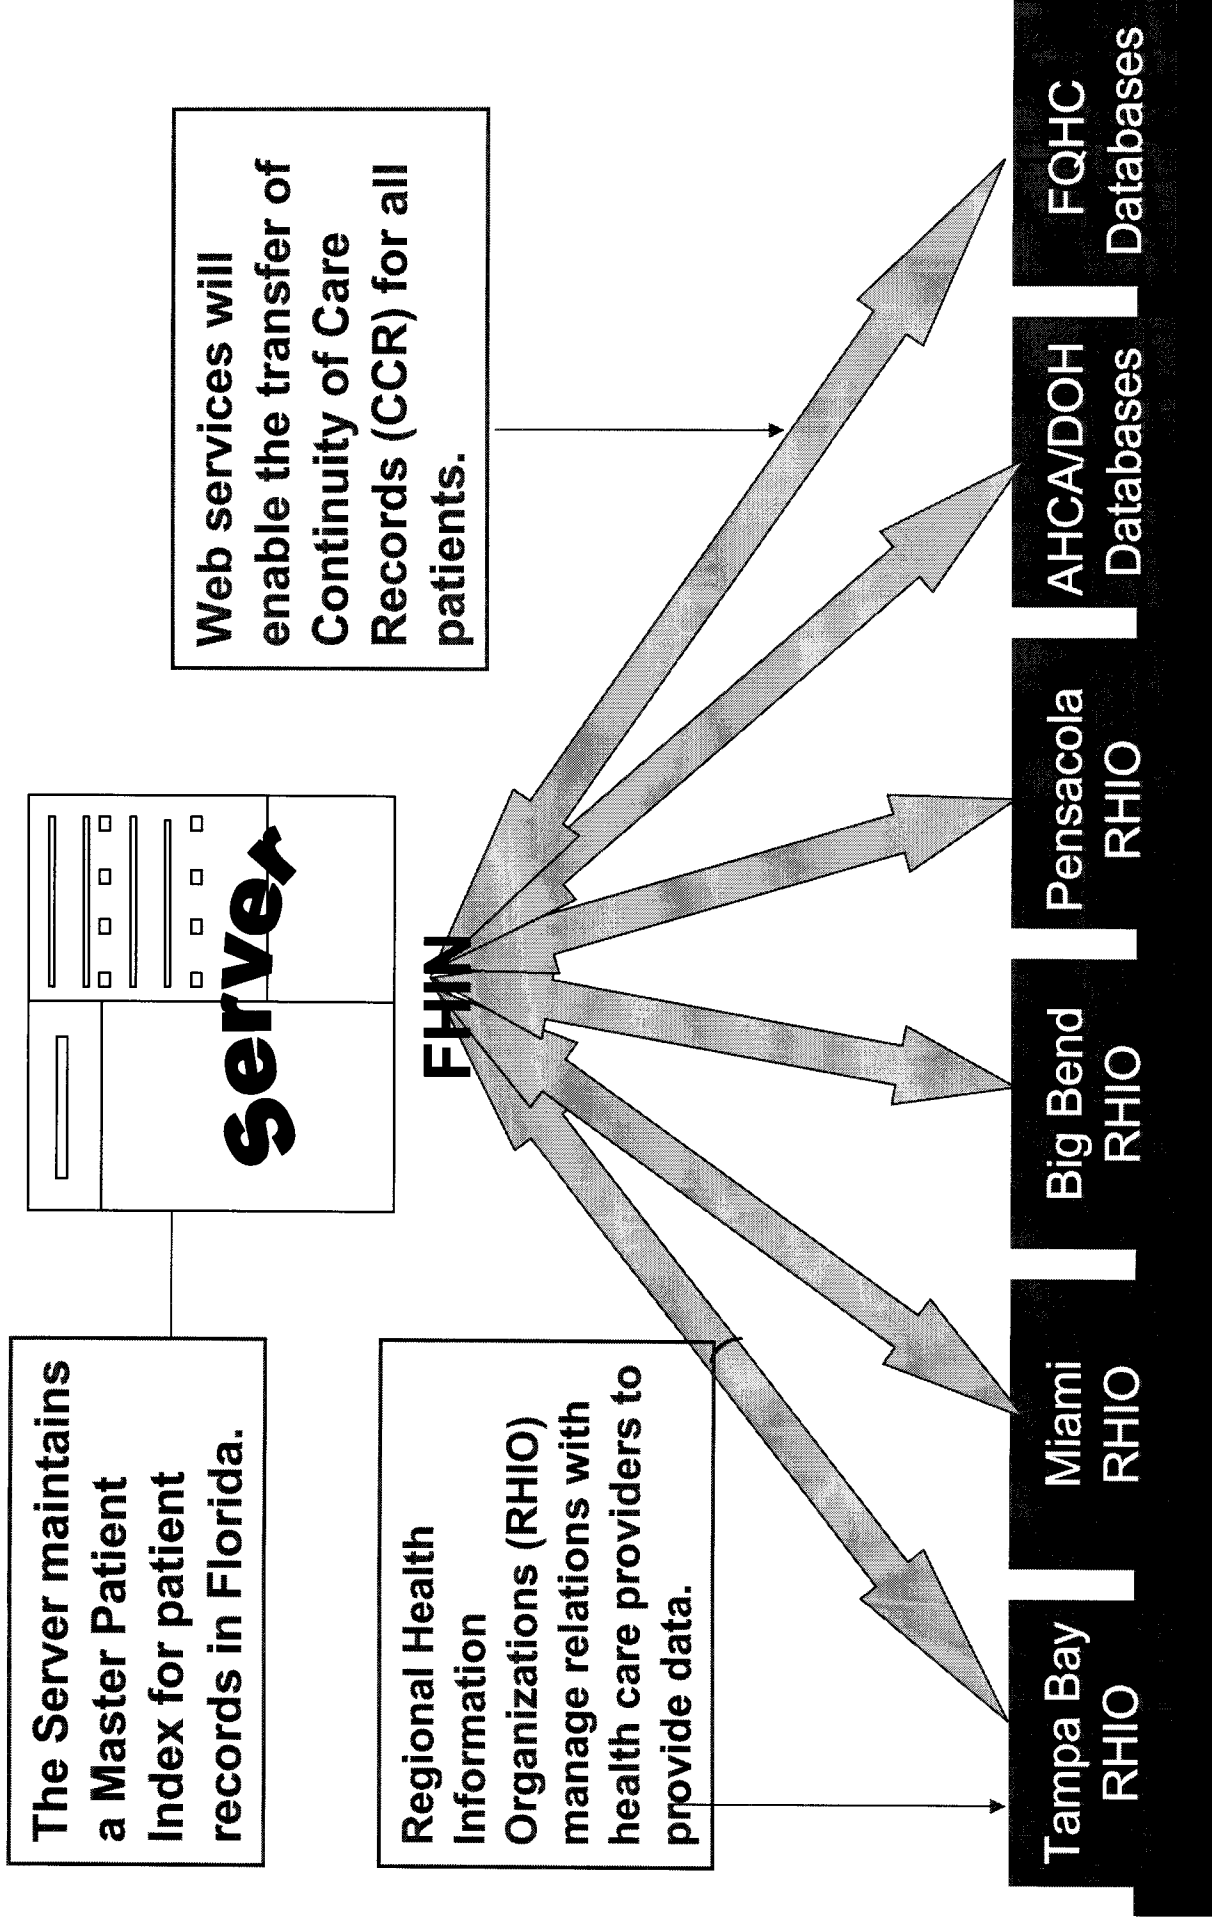 The Server maintains
a Master Patient
Index for patient
records in Florida.
server
FHIN
Web services will
enable the transfer of
Continuity of Care
Records (CCR) for all
patients.
Regional Health
Information
Organizations (RHIO)
manage relations with
health care providers to
provide data.
Tampa Bay
RHIO
Miami
RHIO
Big Bend
RHIO
Pensacola
RHIO
AHCA/DOH
Databases
FQHC
Databases